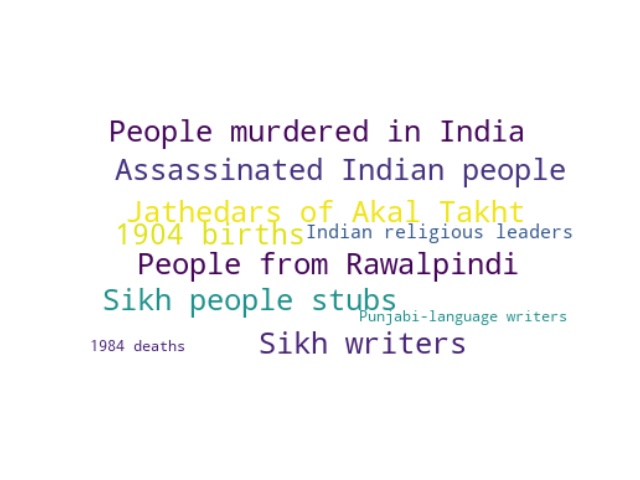 People murdered in India
Assassinated Indian people
Jathedars of Akal Takht
1904 births
Indian religious leaders
People from Rawalpindi
Sikh people stubs
Punjabi-language writers
Sikh writers
1984 deaths